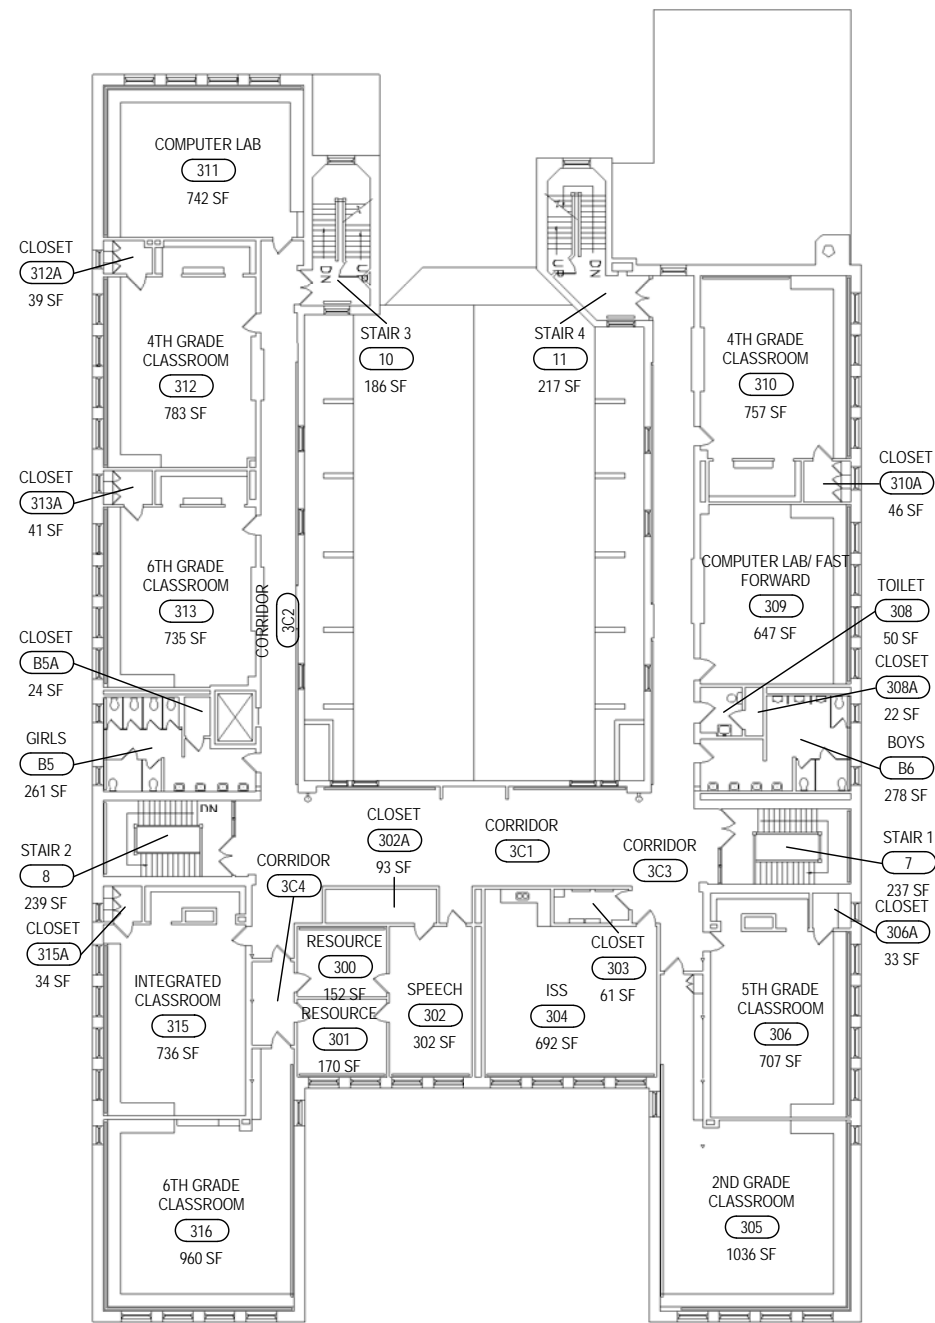 COMPUTER LAB
311
742 SF
CLOSET
312A
39 SF
DN
UP
UP
DN
STAIR 3
10
186 SF
STAIR 4
11
217 SF
4TH GRADE
CLASSROOM
312
783 SF
4TH GRADE
CLASSROOM
310
757 SF
CLOSET
313A
41 SF
CLOSET
310A
46 SF
6TH GRADE
CLASSROOM
313
735 SF
CORRIDOR
3C2
COMPUTER LAB/ FAST
FORWARD
309
647 SF
TOILET
308
50 SF
CLOSET
B5A
24 SF
CLOSET
308A
22 SF
GIRLS
B5
261 SF
BOYS
B6
278 SF
DN
STAIR 2
8
239 SF
CLOSET
302A
93 SF
CORRIDOR
3C1
CORRIDOR
3C4
CORRIDOR
3C3
STAIR 1
7
237 SF
CLOSET
315A
34 SF
CLOSET
306A
33 SF
RESOURCE
300
152 SF
RESOURCE
301
170 SF
SPEECH
302
302 SF
ISS
304
692 SF
CLOSET
303
61 SF
INTEGRATED
CLASSROOM
315
736 SF
5TH GRADE
CLASSROOM
306
707 SF
6TH GRADE
CLASSROOM
316
960 SF
2ND GRADE
CLASSROOM
305
1036 SF